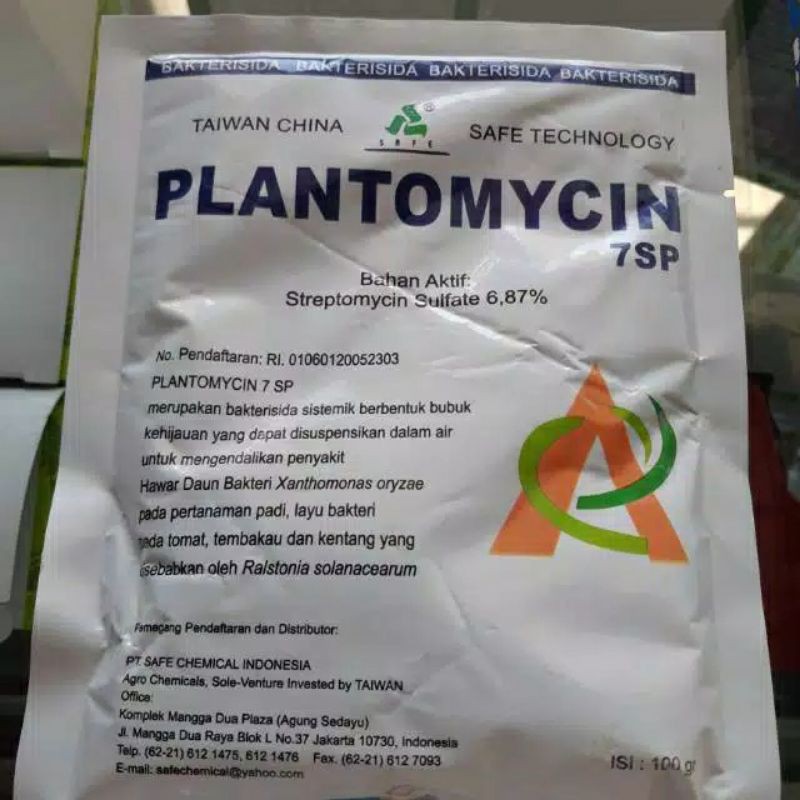 BAKTERISIDA BAKTERISIDA BAKTERISIDA BAKTERISIDA
TAIWAN CHINA
SAFE ®
SAFE TECHNOLOGY
PLANTOMYCIN
7SP
Bahan Aktif:
Streptomycin Sulfate 6,87%
No. Pendaftaran: RI. 01060120052303
PLANTOMYCIN 7 SP
merupakan bakterisida sistemik berbentuk bubuk
kehijauan yang dapat disuspensikan dalam air
untuk mengendalikan penyakit
Hawar Daun Bakteri Xanthomonas oryzae
pada pertanaman padi, layu bakteri
pada tomat, tembakau dan kentang yang
disebabkan oleh Ralstonia solanacearum
Pemegang Pendaftaran dan Distributor:
PT SAFE CHEMICAL INDONESIA
Agro Chemicals, Sole-Venture Invested by TAIWAN
Office:
Komplek Mangga Dua Plaza (Agung Sedayu)
Jl. Mangga Dua Raya Blok L No.37 Jakarta 10730, Indonesia
Telp. (62-21) 612 1475, 612 1476 Fax. (62-21) 612 7093
E-mail: safechemical@yahoo.com
ISI : 100 gr